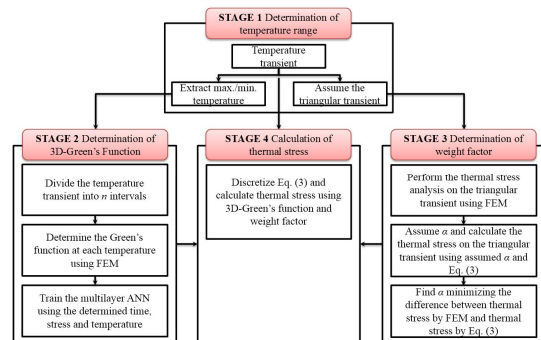 STAGE 1 Determination of
temperature range
Temperature
transient
Extract max./min.
temperature
Assume the
triangular transient
STAGE 2 Determination of
3D-Green's Function
Divide the temperature
transient into n intervals
Determine the Green's
function at each temperature
using FEM
Train the multilayer ANN
using the determined time,
stress and temperature
STAGE 4 Calculation of
thermal stress
Discretize Eq. (3) and
calculate thermal stress using
3D-Green's function and
weight factor
STAGE 3 Determination of
weight factor
Perform the thermal stress
analysis on the triangular
transient using FEM
Assume α and calculate the
thermal stress on the triangular
transient using assumed α and
Eq. (3)
Find α minimizing the
difference between thermal
stress by FEM and thermal
stress by Eq. (3)